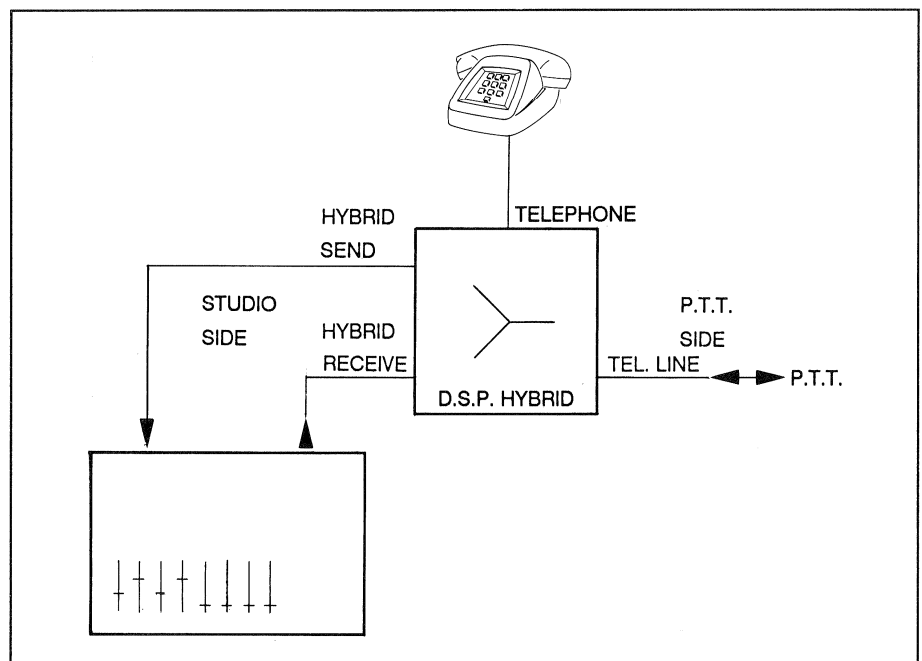 TELEPHONE
HYBRID
SEND
STUDIO
SIDE
HYBRID
RECEIVE
P.T.T.
SIDE
TEL. LINE
P.T.T.
D.S.P. HYBRID